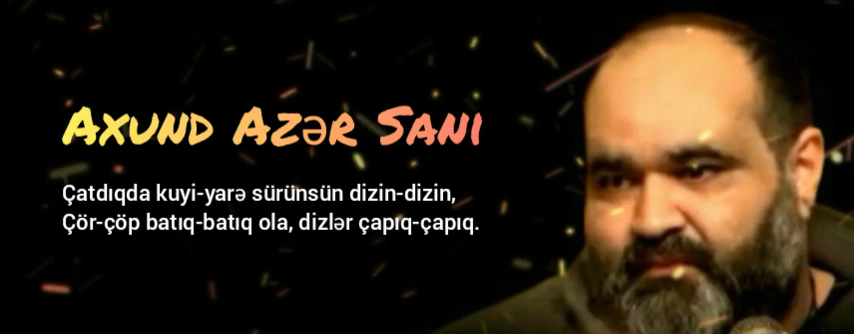 Axund Azər Sani
Çatdıqda kuyi-yarə sürünsün dizin-dizin,
Çör-çöp batıq-batıq ola, dizlər çapıq-çapıq.